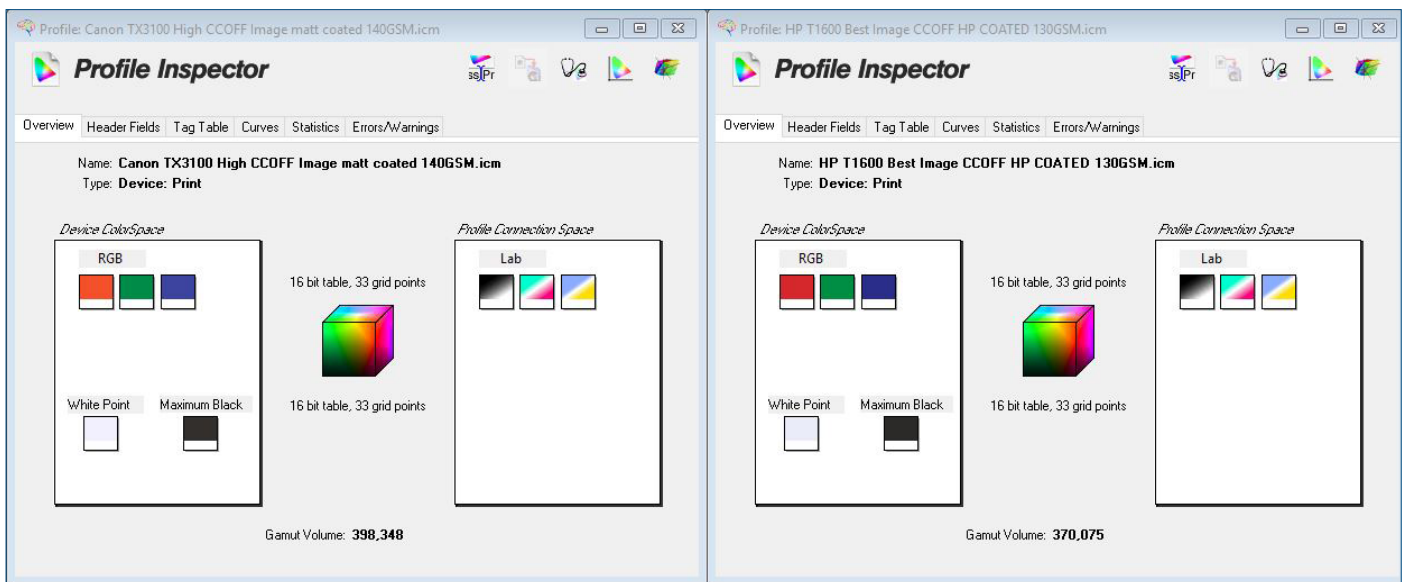 Profile: Canon TX3100 High CCOFF Image matt coated 140GSM.icm
Profile Inspector
Overview Header Fields Tag Table Curves Statistics Errors/Warnings
Name: Canon TX3100 High CCOFF Image matt coated 140GSM.icm
Type: Device: Print
Device ColorSpace
Profile Connection Space
RGB
Lab
16 bit table, 33 grid points
White Point
Maximum Black
16 bit table, 33 grid points
Gamut Volume: 398,348
Profile: HP T1600 Best Image CCOFF HP COATED 130GSM.icm
Profile Inspector
Overview Header Fields Tag Table Curves Statistics Errors/Warnings
Name: HP T1600 Best Image CCOFF HP COATED 130GSM.icm
Type: Device: Print
Device ColorSpace
Profile Connection Space
RGB
Lab
16 bit table, 33 grid points
White Point
Maximum Black
16 bit table, 33 grid points
Gamut Volume: 370,075